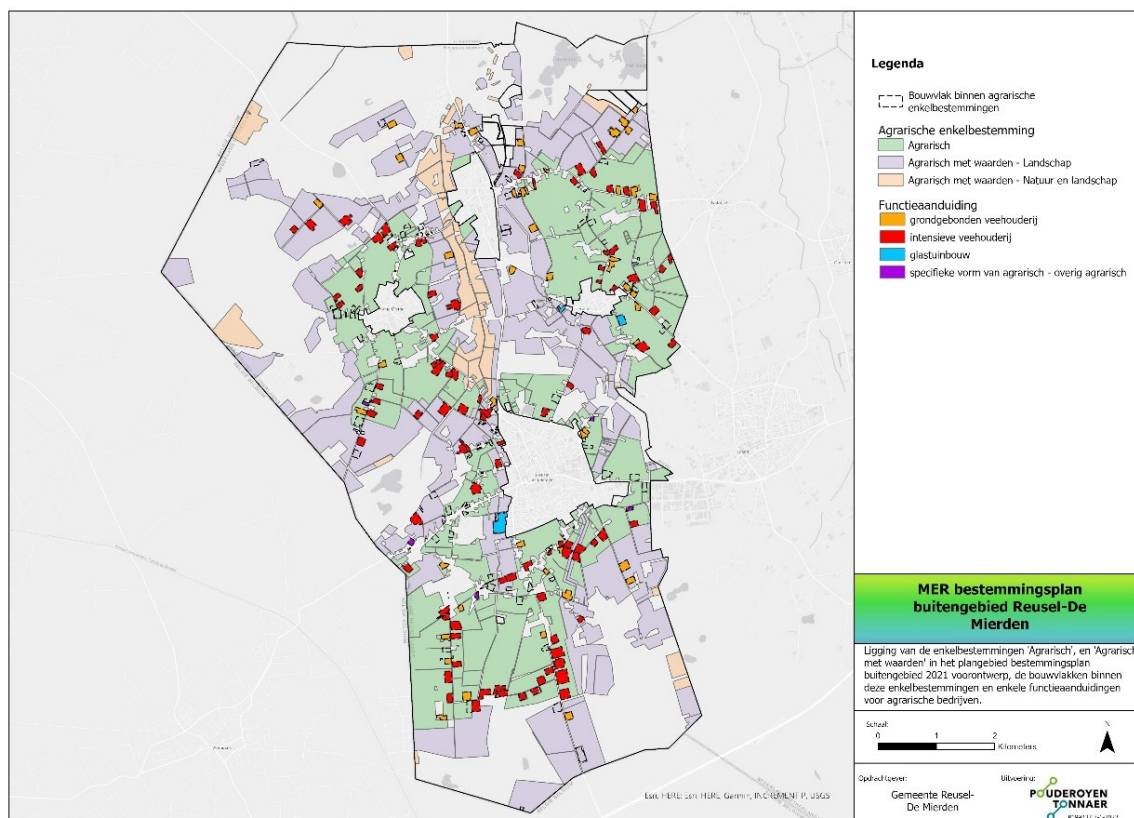 Legenda
Bouwvlak binnen agrarische
enkelbestemmingen
Agrarische enkelbestemming
Agrarisch
Agrarisch met waarden - Landschap
Agrarisch met waarden - Natuur en landschap
Functieaanduiding
grondgebonden veehouderij
intensieve veehouderij
glastuinbouw
specifieke vorm van agrarisch - overig agrarisch
MER bestemmingsplan
buitengebied Reusel-De
Mierden
Ligging van de enkelbestemmingen 'Agrarisch', en 'Agrarisch
met waarden' in het plangebied bestemmingsplan
buitengebied 2021 voorontwerp, de bouwvlakken binnen
deze enkelbestemmingen en enkele functieaanduidingen
voor agrarische bedrijven.
Schaal:
N
0 1 2
Kilometers
Opdrachtgever:
Gemeente Reusel-
De Mierden
Uitvoering:
POUDEROYEN
TONNAER
Esri, HERE; Esri, HERE, Garmin, INCREMENT P, USGS